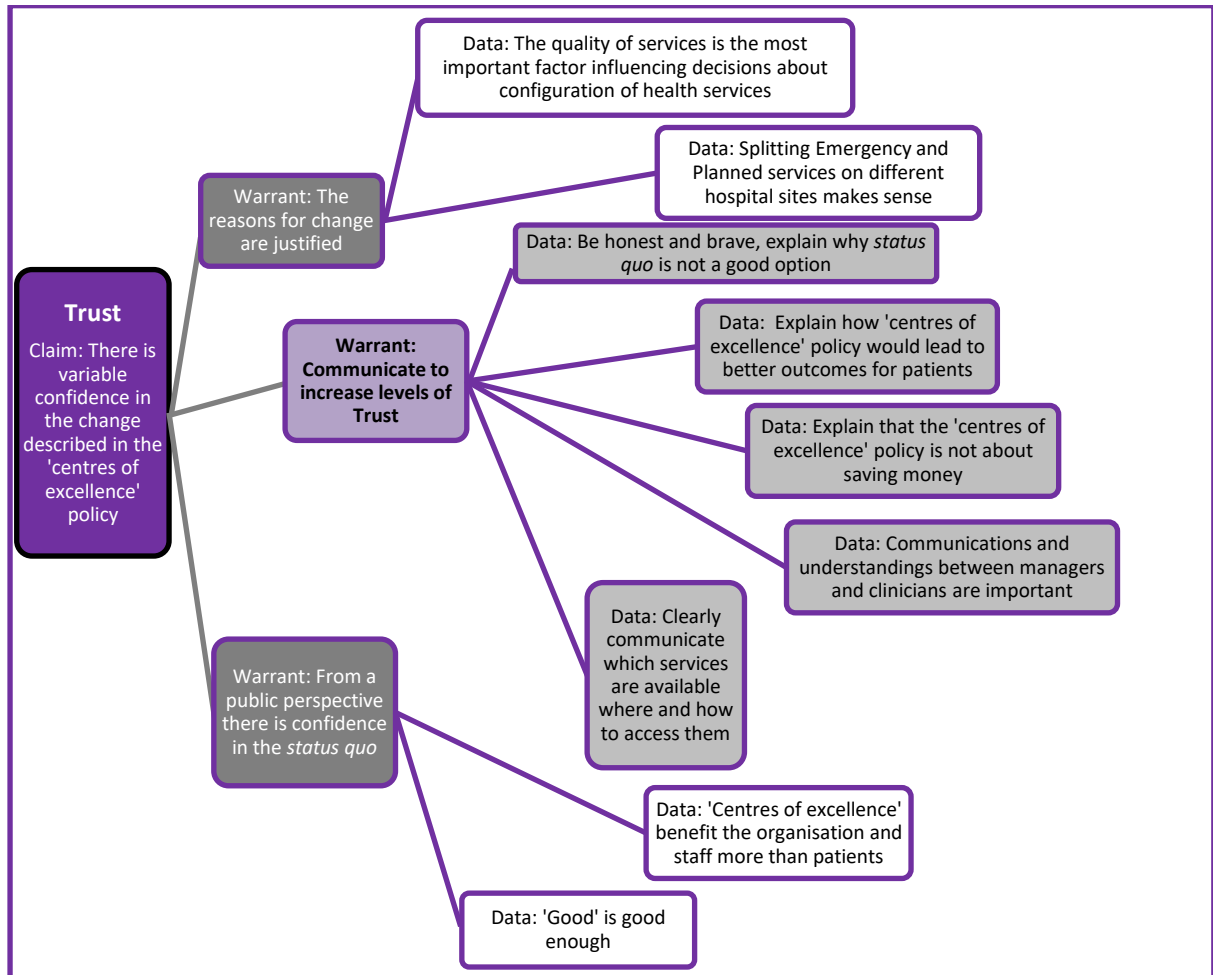 Data: The quality of services is the most
important factor influencing decisions about
configuration of health services
Data: Splitting Emergency and
Planned services on different
hospital sites makes sense
Warrant: The
reasons for change
are justified
Data: Be honest and brave, explain why status
quo is not a good option
Trust
Claim: There is
variable
confidence in
the change
described in the
'centres of
excellence'
policy
Warrant:
Communicate to
increase levels of
Trust
Data:  Explain how 'centres of
excellence' policy would lead to
better outcomes for patients
Data: Explain that the 'centres of
excellence' policy is not about
saving money
Data: Communications and
understandings between managers
and clinicians are important
Data: Clearly
communicate
which services
are available
where and how
to access them
Warrant: From a
public perspective
there is confidence
in the status quo
Data: 'Centres of excellence'
benefit the organisation and
staff more than patients
Data: 'Good' is good
enough